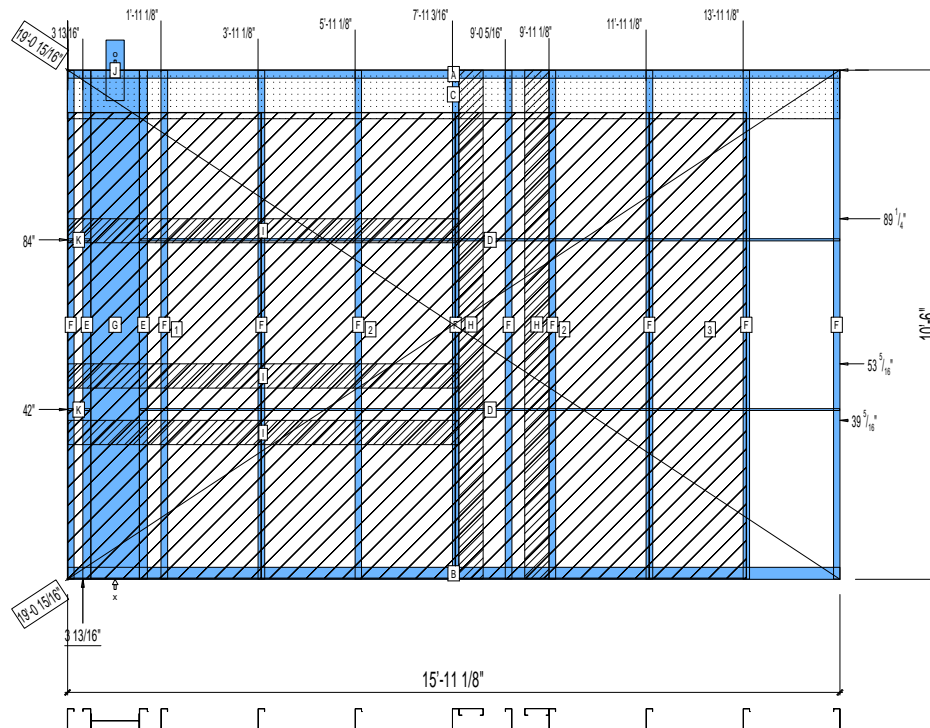 1'-11 1/8"
3'-11 1/8"
5'-11 1/8"
7'-11 3/16"
9'-0 5/16"
9'-11 1/8"
11'-11 1/8"
13'-11 1/8"
3 13/16"
19'-0 15/16"
J
A
C
I
89 1/4"
84"
K
D
F
E
G
E
F
1
F
F
2
F
H
F
H
F
2
F
3
F
F
10'-6"
I
53 5/16"
42"
K
D
39 5/16"
I
B
x
19'-0 15/16"
3 13/16"
15'-11 1/8"